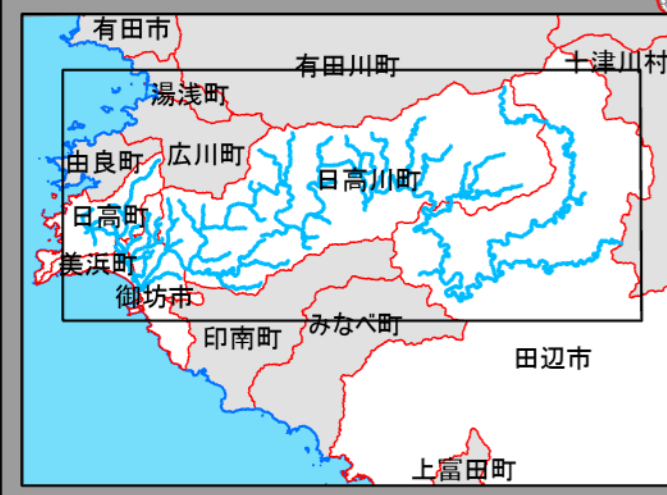 有田市
有田川町
十津川村
湯浅町
広川町
由良町
日高川町
日高町
美浜町
御坊市
印南町
みなべ町
田辺市
上富田町